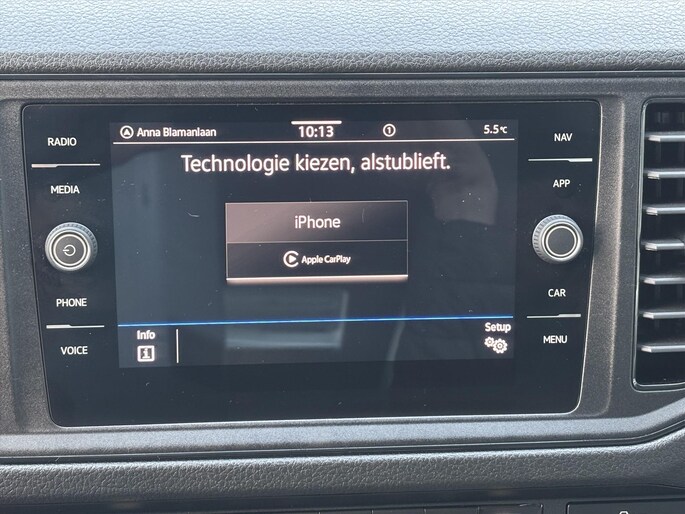 RADIO
MEDIA
PHONE
VOICE
Anna Blamanlaan 10:13 1 5.5°C
Technologie kiezen, alstublieft.
iPhone
Apple CarPlay
Info
Setup
NAV
APP
CAR
MENU